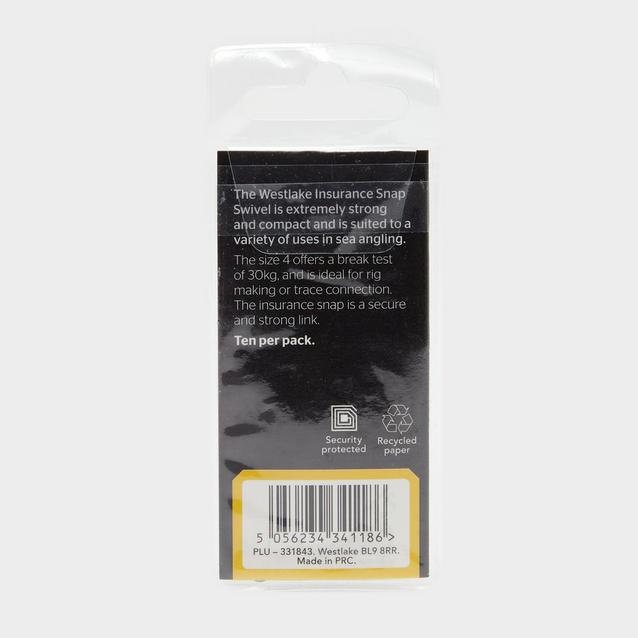 The Westlake Insurance Snap
Swivel is extremely strong
and compact and is suited to a
variety of uses in sea angling.
The size 4 offers a break test
of 30kg, and is ideal for rig
making or trace connection.
The insurance snap is a secure
and strong link.
Ten per pack.
Security
protected
Recycled
paper
5 056234 341186 >
PLU – 331843. Westlake BL9 8RR.
Made in PRC.